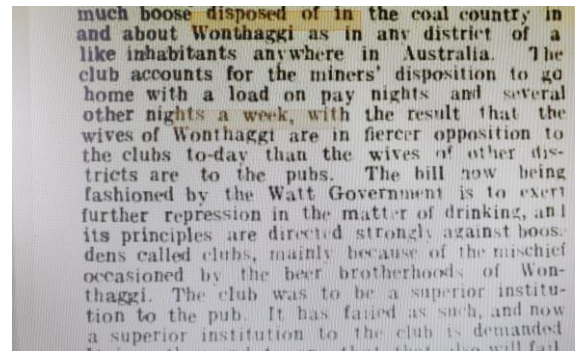 much boose disposed of in the coal country in
and about Wonthaggi as in any district of a
like inhabitants anywhere in Australia. The
club accounts for the miners' disposition to go
home with a load on pay nights and several
other nights a week, with the result that the
wives of Wonthaggi are in fiercer opposition to
the clubs to-day than the wives of other dis-
tricts are to the pubs. The bill now being
fashioned by the Watt Government is to exert
further repression in the matter of drinking, and
its principles are directed strongly against boose
dens called clubs, mainly because of the mischief
occasioned by the beer brotherhoods of Won-
thaggi. The club was to be a superior institu-
tion to the pub. It has failed as such, and now
a superior institution to the club is demanded
that also will fail